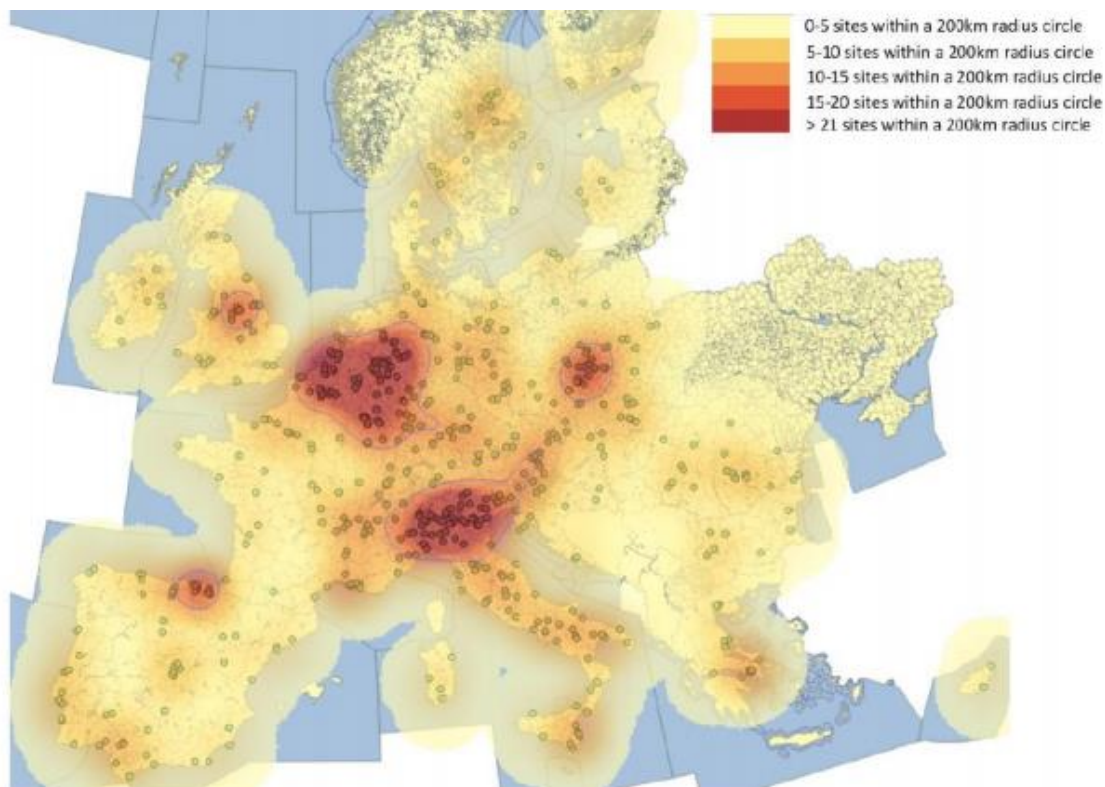 0-5 sites within a 200km radius circle
5-10 sites within a 200km radius circle
10-15 sites within a 200km radius circle
15-20 sites within a 200km radius circle
> 21 sites within a 200km radius circle